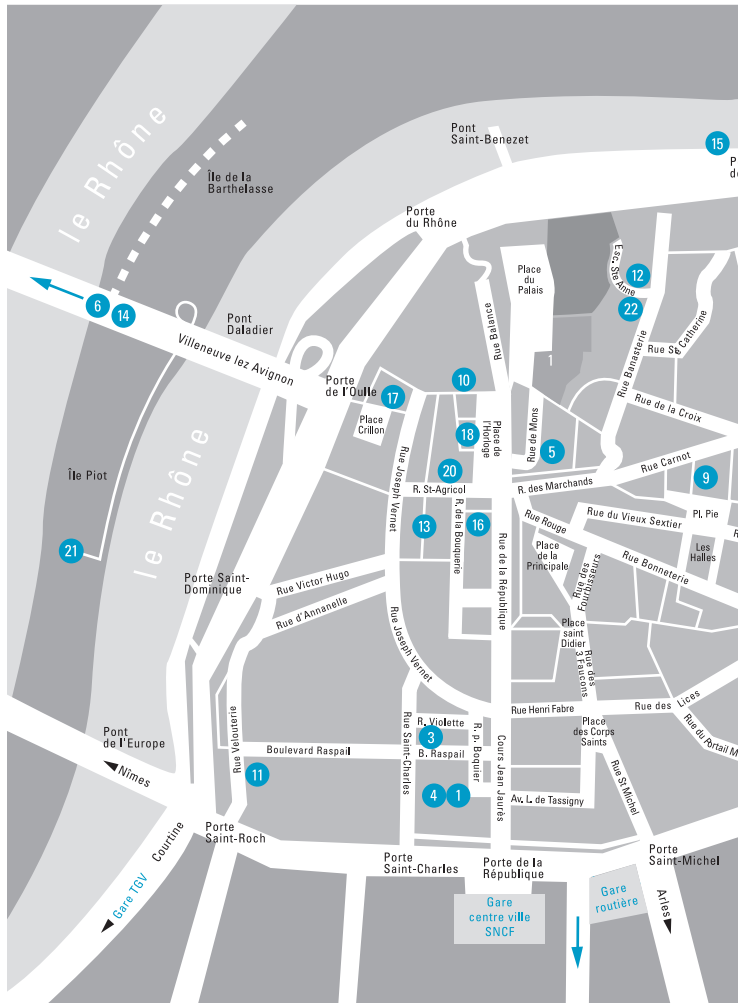 le Rhône
Île de la
Barthelasse
Pont
Saint-Benezet
15
P
de
Porte
du Rhône
Place
du
Palais
Esc. Ste Anne
12
22
6
14
Pont
Daladier
Villeneuve lez Avignon
Rue Balance
1
Rue Ste Catherine
Rue Banasterie
Porte
de l'Oulle
17
10
Place
Crillon
18
Place de
l'Horloge
Rue de Mons
5
Rue de la Croix
Rue Carnot
9
Île Piot
le Rhône
Rue Joseph Vernet
20
R. St-Agricol
R. des Marchands
13
R. de la Bouquerie
16
Rue Rouge
Rue du Vieux Sextier
Pl. Pie
R
21
Rue de la République
Place
de la
Principale
Les
Halles
Rue Bonneterie
Rue des
Fourbisseurs
Porte Saint-
Dominique
Rue Victor Hugo
Rue d'Annanelle
Rue Joseph Vernet
Place
saint
Didier
Rue des
3 Faucons
Rue Henri Fabre
Rue des Lices
Pont
de l'Europe
Nîmes
Rue Velouterie
Rue Saint-Charles
R. Violette
3
Boulevard Raspail
B. Raspail
R. p. Boquier
Cours Jean Jaurès
Place
des Corps
Saints
Rue du Portail M
11
4
1
Av. L. de Tassigny
Rue St Michel
Courtine
Gare TGV
Porte
Saint-Roch
Porte
Saint-Charles
Porte de la
République
Porte
Saint-Michel
Gare
centre ville
SNCF
Gare
routière
Arles